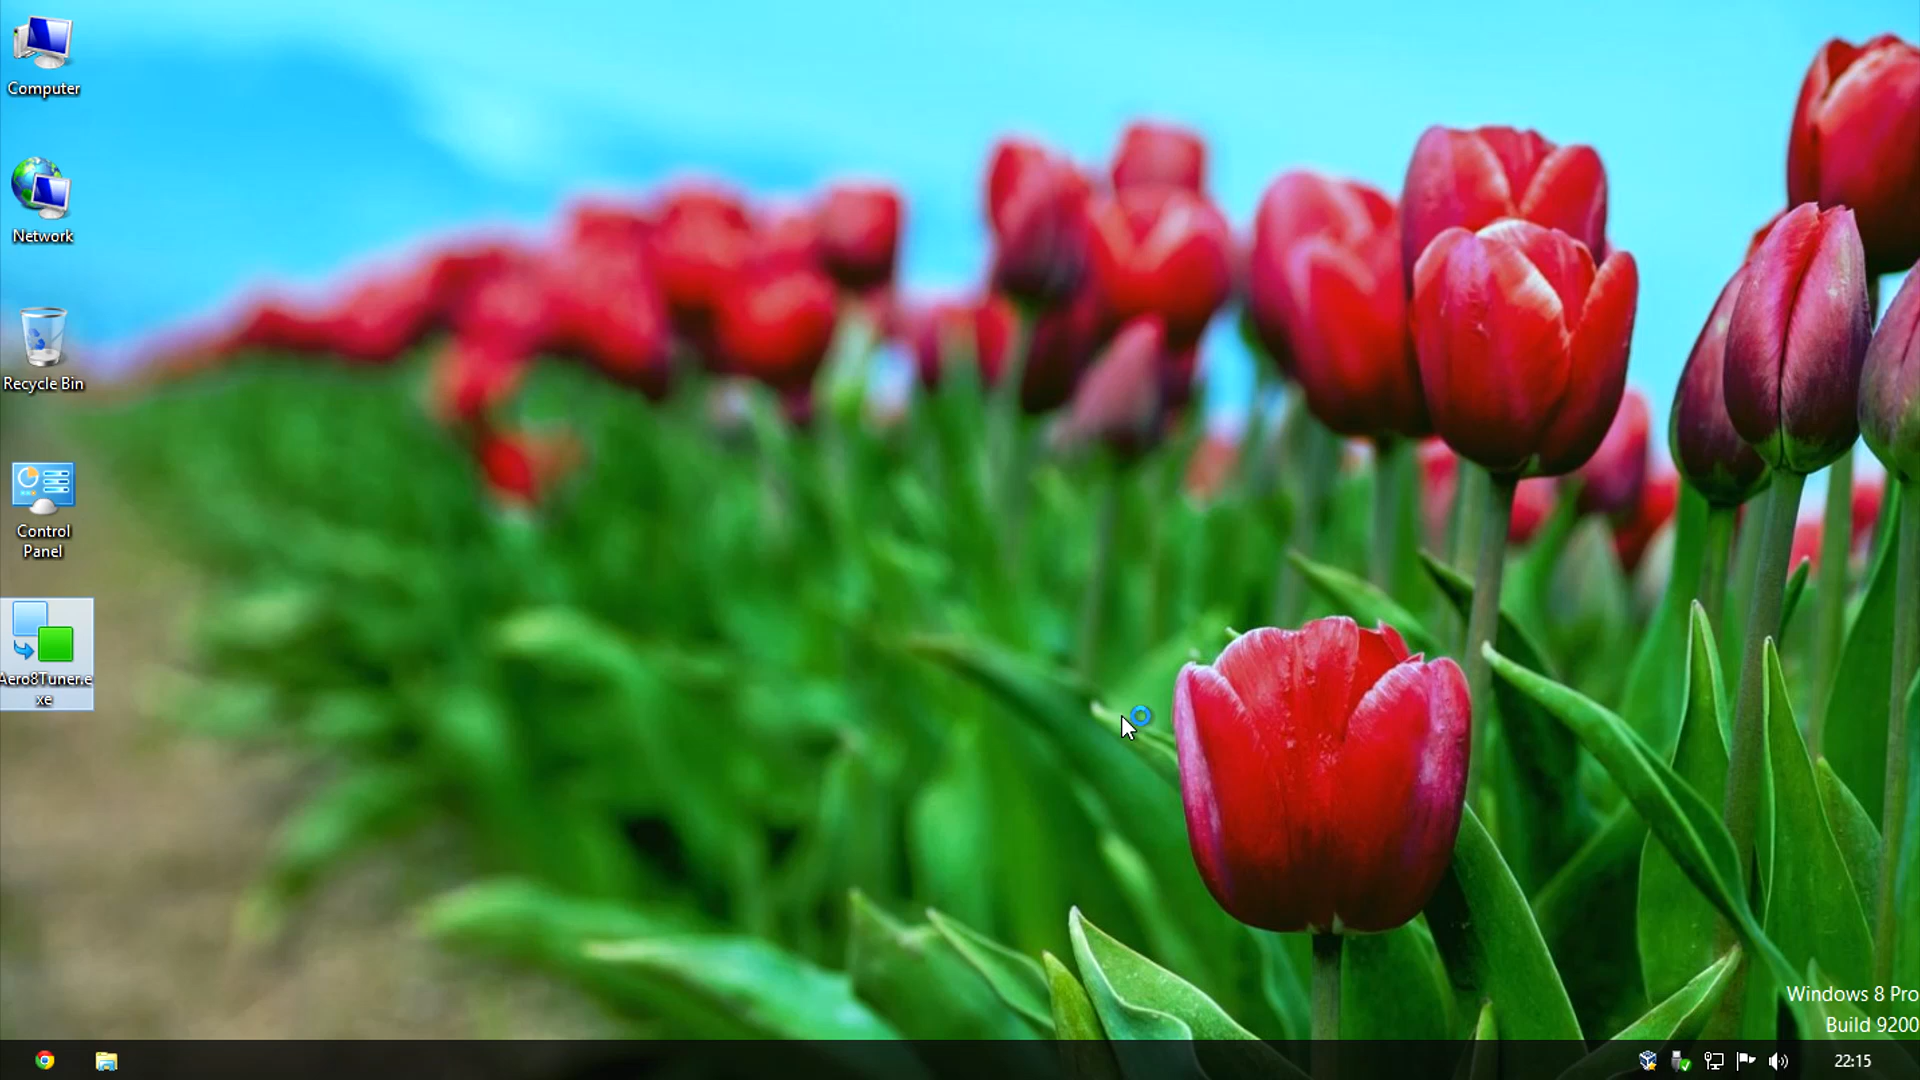 Computer
Network
Recycle Bin
Control
Panel
Aero8Tuner.e
xe
Windows 8 Pro
Build 9200
22:15